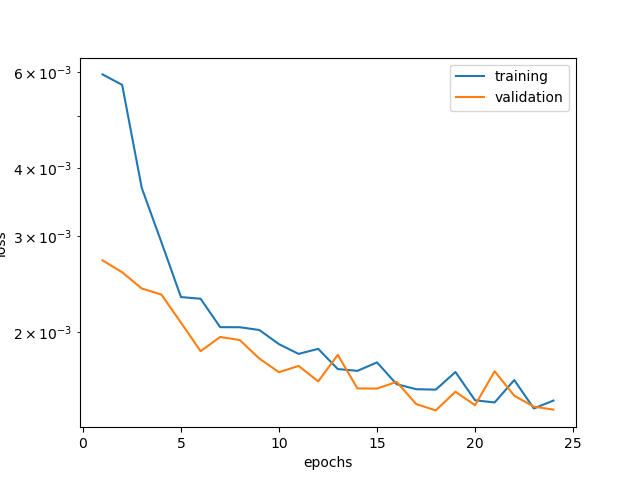 6 × 10⁻³
4 × 10⁻³
3 × 10⁻³
2 × 10⁻³
loss
training
validation
0 5 10 15 20 25
epochs